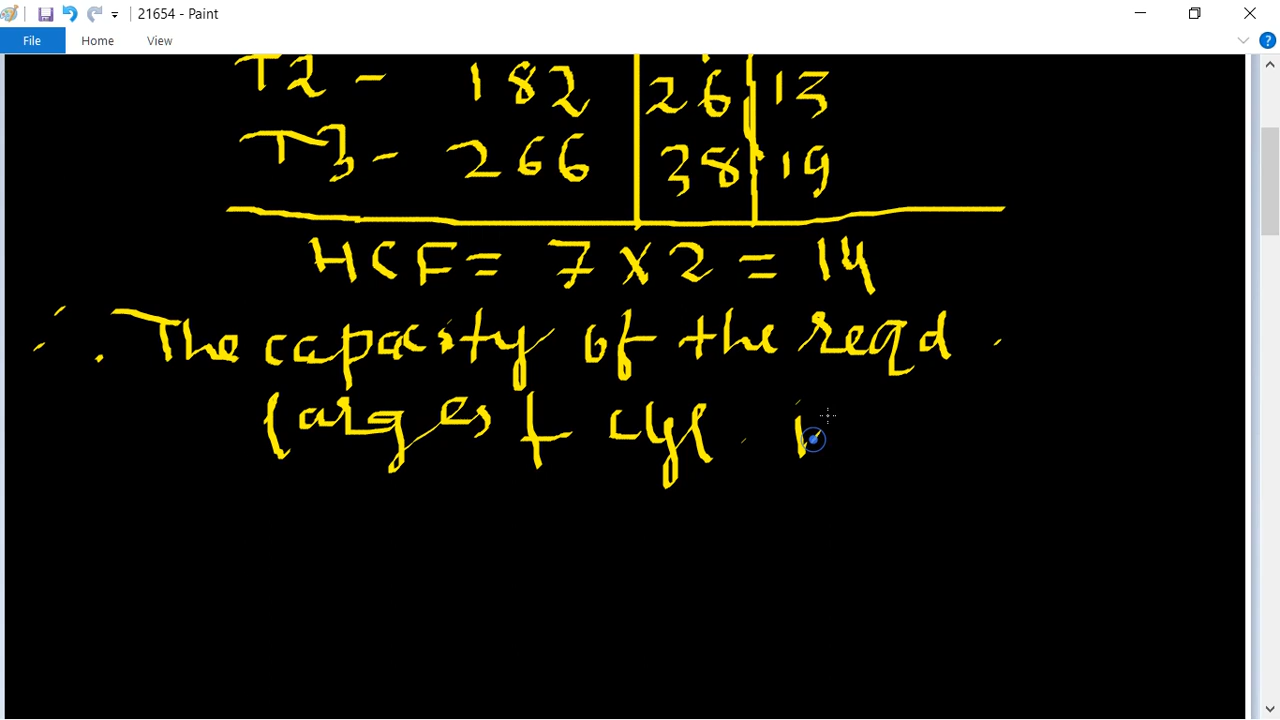 21654 - Paint
File Home View
T2 - 182 26 13
T3 - 266 38 19
HCF = 7 X 2 = 14
∴ The capacity of the reqd.
largest cyl. i